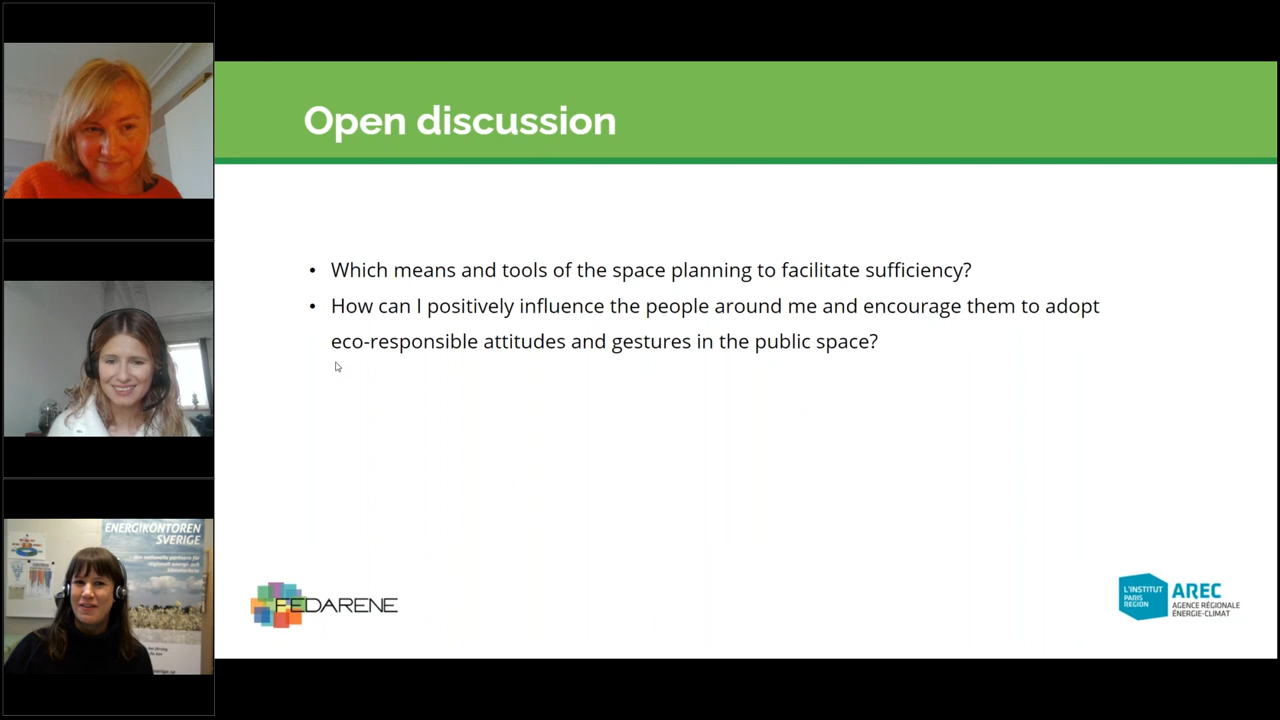 Open discussion
• Which means and tools of the space planning to facilitate sufficiency?
• How can I positively influence the people around me and encourage them to adopt
eco-responsible attitudes and gestures in the public space?
ENERGIKONTOREN
SVERIGE
FEDARENE
L'INSTITUT
PARIS
REGION
AREC
AGENCE RÉGIONALE
ÉNERGIE-CLIMAT